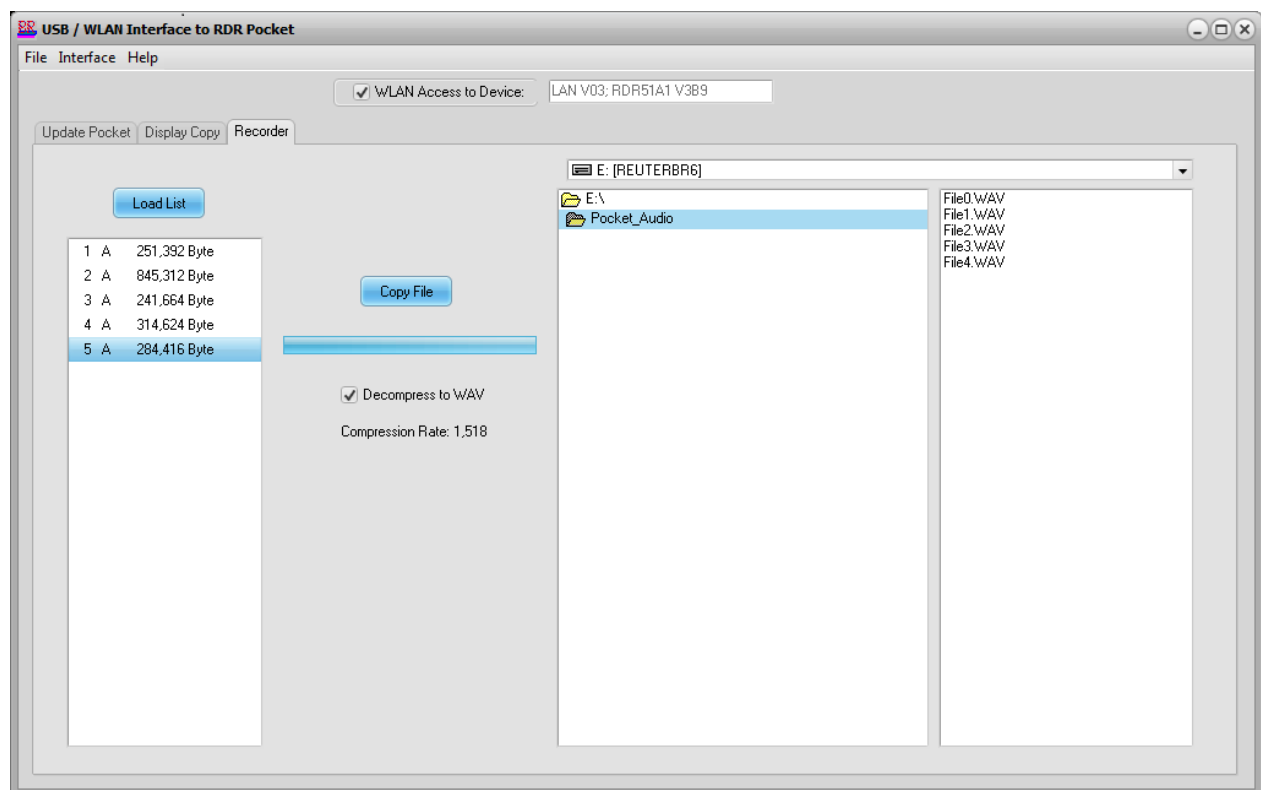 USB / WLAN Interface to RDR Pocket
File Interface Help
WLAN Access to Device: LAN V03; RDR51A1 V3B9
Update Pocket Display Copy Recorder
E: [REUTERBR6]
Load List
1 A 251,392 Byte
2 A 845,312 Byte
3 A 241,664 Byte
4 A 314,624 Byte
5 A 284,416 Byte
Copy File
Decompress to WAV
Compression Rate: 1,518
E:\
Pocket_Audio
File0.WAV
File1.WAV
File2.WAV
File3.WAV
File4.WAV